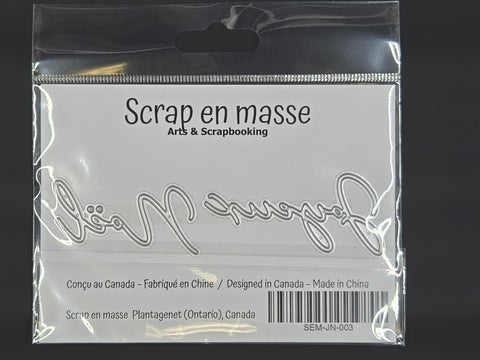 Scrap en masse
Arts & Scrapbooking
Joyeux Noël
Conçu au Canada - Fabriqué en Chine / Designed in Canada - Made in China
Scrap en masse Plantagenet (Ontario), Canada
SEM-JN-003